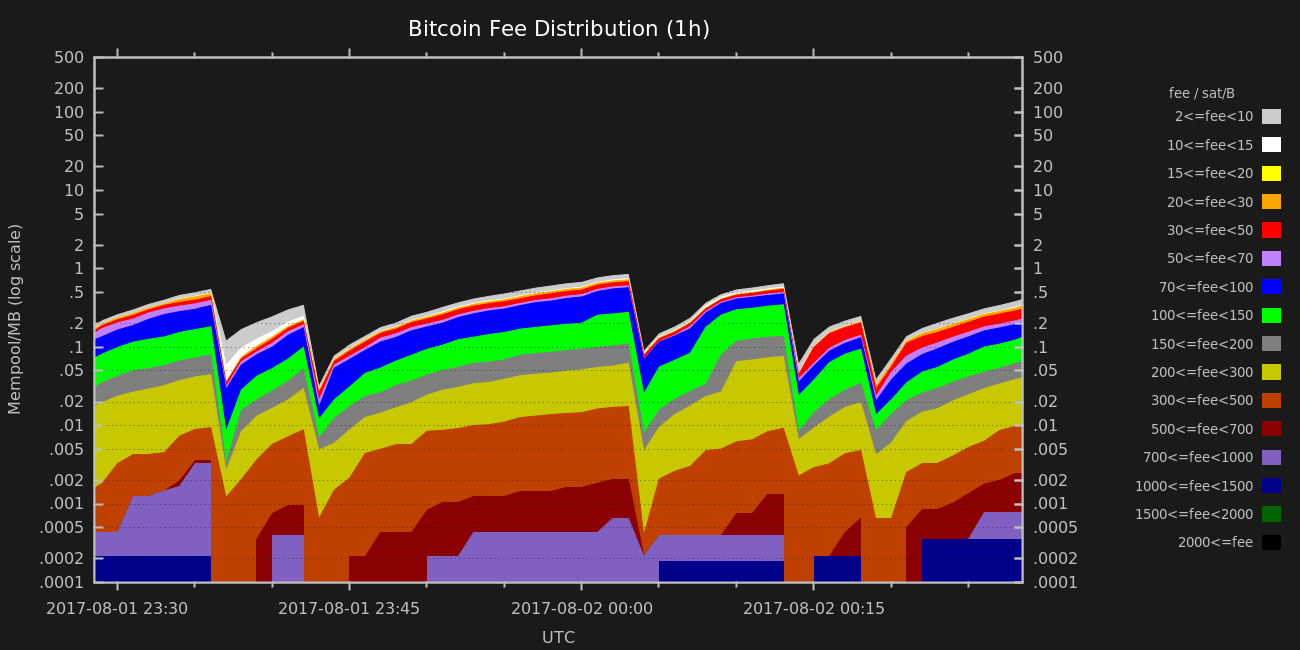 Bitcoin Fee Distribution (1h)
Mempool/MB (log scale)
500
200
100
50
20
10
5
2
1
.5
.2
.1
.05
.02
.01
.005
.002
.001
.0005
.0002
.0001
500
200
100
50
20
10
5
2
1
.5
.2
.1
.05
.02
.01
.005
.002
.001
.0005
.0002
.0001
2017-08-01 23:30 2017-08-01 23:45 2017-08-02 00:00 2017-08-02 00:15
UTC
fee / sat/B
2<=fee<10
10<=fee<15
15<=fee<20
20<=fee<30
30<=fee<50
50<=fee<70
70<=fee<100
100<=fee<150
150<=fee<200
200<=fee<300
300<=fee<500
500<=fee<700
700<=fee<1000
1000<=fee<1500
1500<=fee<2000
2000<=fee